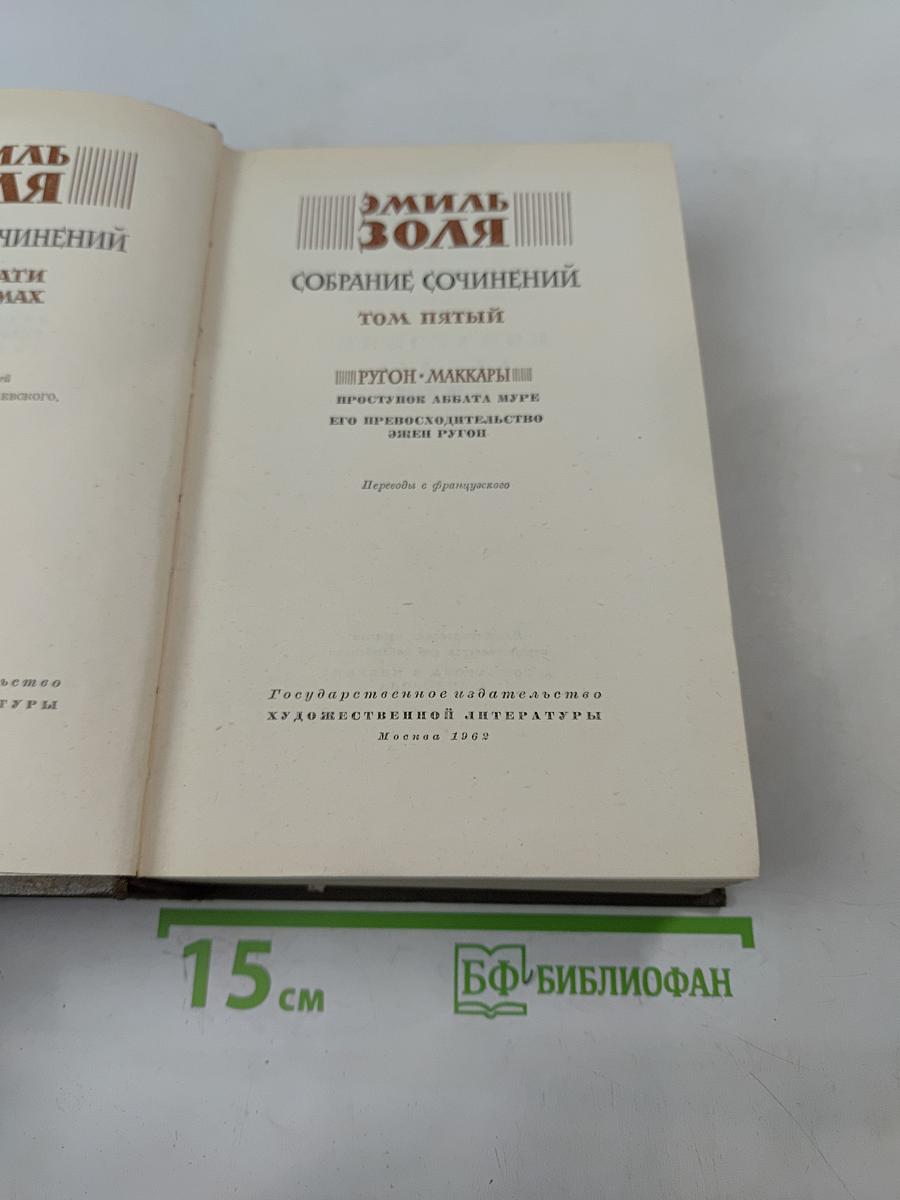 ЭМИЛЬ
ЗОЛЯ
СОБРАНИЕ СОЧИНЕНИЙ
ТОМ ПЯТЫЙ
РУГОН·МАККАРЫ
ПРОСТУПОК АББАТА МУРЕ
ЕГО ПРЕВОСХОДИТЕЛЬСТВО
ЭЖЕН РУГОН
Переводы с французского
Государственное издательство
ХУДОЖЕСТВЕННОЙ ЛИТЕРАТУРЫ
Москва 1962
15 см
БФ БИБЛИОФАН